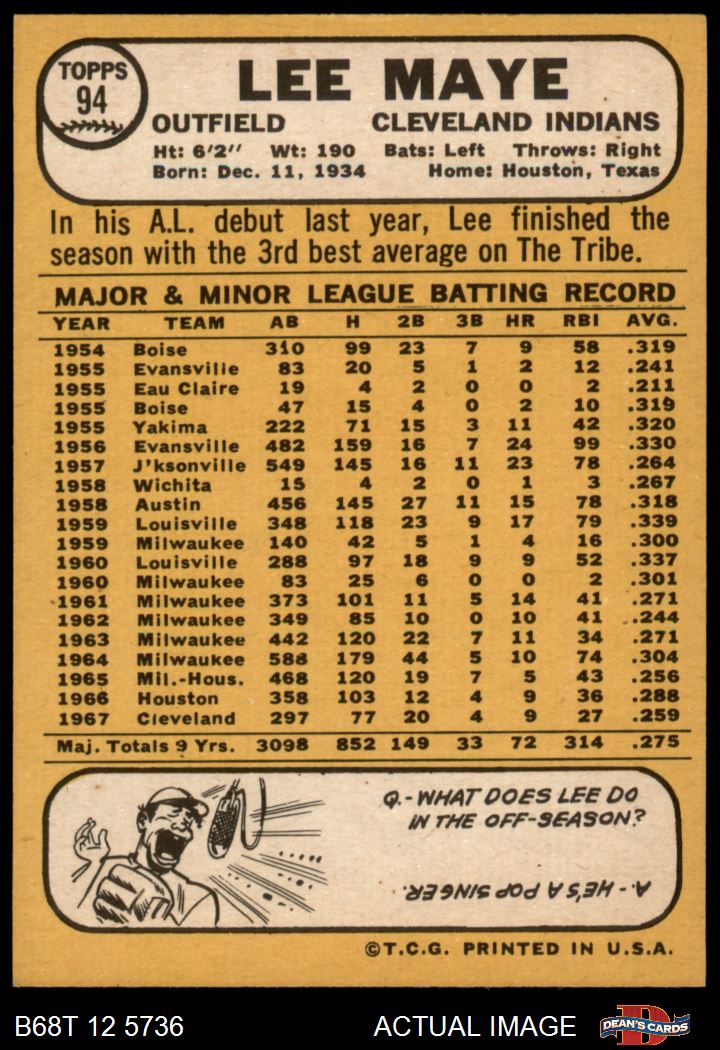 TOPPS
94
LEE MAYE
OUTFIELD CLEVELAND INDIANS
Ht: 6'2" Wt: 190 Bats: Left Throws: Right
Born: Dec. 11, 1934 Home: Houston, Texas
In his A.L. debut last year, Lee finished the
season with the 3rd best average on The Tribe.
MAJOR & MINOR LEAGUE BATTING RECORD
YEAR TEAM AB H 2B 3B HR RBI AVG.
1954 Boise 310 99 23 7 9 58 .319
1955 Evansville 83 20 5 1 2 12 .241
1955 Eau Claire 19 4 2 0 0 2 .211
1955 Boise 47 15 4 0 2 10 .319
1955 Yakima 222 71 15 3 11 42 .320
1956 Evansville 482 159 16 7 24 99 .330
1957 J'ksonville 549 145 16 11 23 78 .264
1958 Wichita 15 4 2 0 1 3 .267
1958 Austin 456 145 27 11 15 78 .318
1959 Louisville 348 118 23 9 17 79 .339
1959 Milwaukee 140 42 5 1 4 16 .300
1960 Louisville 288 97 18 9 9 52 .337
1960 Milwaukee 83 25 6 0 0 2 .301
1961 Milwaukee 373 101 11 5 14 41 .271
1962 Milwaukee 349 85 10 0 10 41 .244
1963 Milwaukee 442 120 22 7 11 34 .271
1964 Milwaukee 588 179 44 5 10 74 .304
1965 Mil.-Hous. 468 120 19 7 5 43 .256
1966 Houston 358 103 12 4 9 36 .288
1967 Cleveland 297 77 20 4 9 27 .259
Maj. Totals 9 Yrs. 3098 852 149 33 72 314 .275
Q.- WHAT DOES LEE DO
IN THE OFF-SEASON?
A.- HE'S A POP SINGER.
©T.C.G. PRINTED IN U.S.A.
B68T 12 5736 ACTUAL IMAGE D DEAN'S CARDS